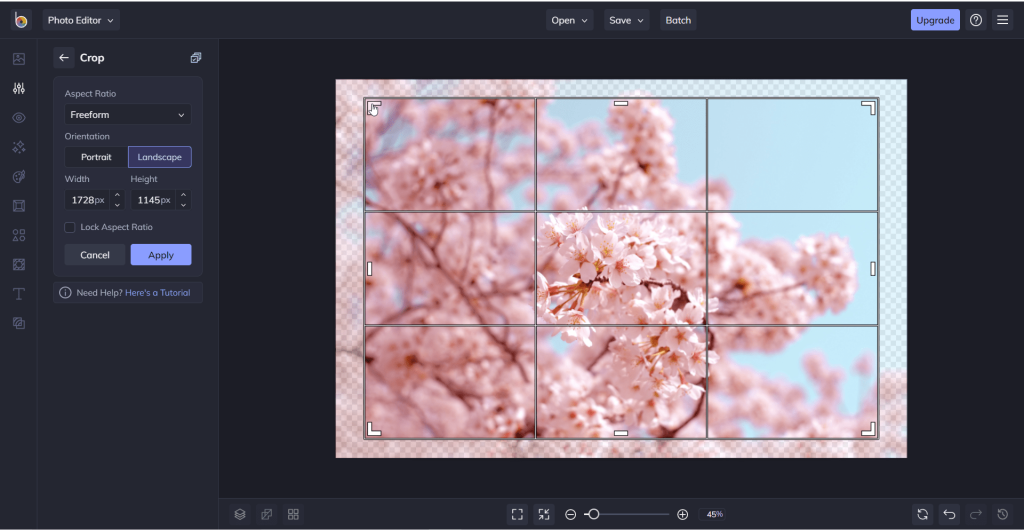 Photo Editor
Open
Save
Batch
Upgrade
Crop
Aspect Ratio
Freeform
Orientation
Portrait Landscape
Width Height
1728px 1145px
Lock Aspect Ratio
Cancel Apply
Need Help? Here's a Tutorial
45%